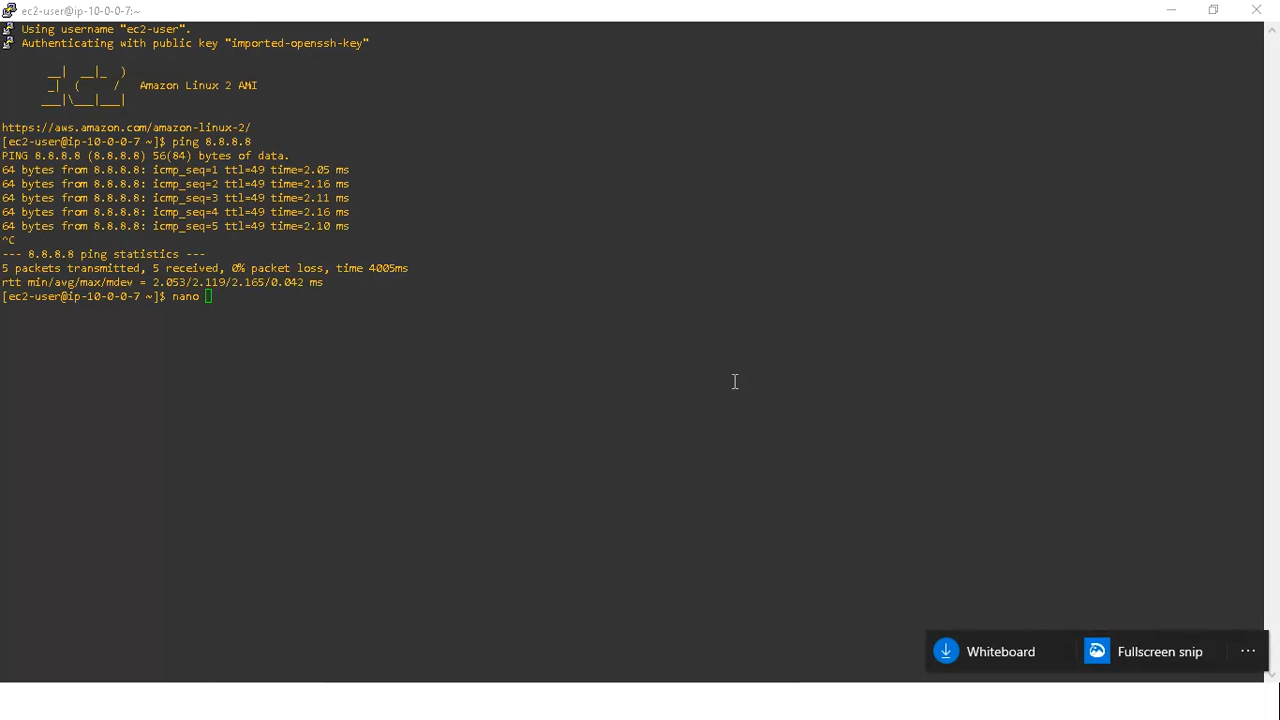 ec2-user@ip-10-0-0-7:~
Using username "ec2-user".
Authenticating with public key "imported-openssh-key"
__|  __|_  )
_|  (     /   Amazon Linux 2 AMI
___|\___|___|
https://aws.amazon.com/amazon-linux-2/
[ec2-user@ip-10-0-0-7 ~]$ ping 8.8.8.8
PING 8.8.8.8 (8.8.8.8) 56(84) bytes of data.
64 bytes from 8.8.8.8: icmp_seq=1 ttl=49 time=2.05 ms
64 bytes from 8.8.8.8: icmp_seq=2 ttl=49 time=2.16 ms
64 bytes from 8.8.8.8: icmp_seq=3 ttl=49 time=2.11 ms
64 bytes from 8.8.8.8: icmp_seq=4 ttl=49 time=2.16 ms
64 bytes from 8.8.8.8: icmp_seq=5 ttl=49 time=2.10 ms
^C
--- 8.8.8.8 ping statistics ---
5 packets transmitted, 5 received, 0% packet loss, time 4005ms
rtt min/avg/max/mdev = 2.053/2.119/2.165/0.042 ms
[ec2-user@ip-10-0-0-7 ~]$ nano
Whiteboard
Fullscreen snip